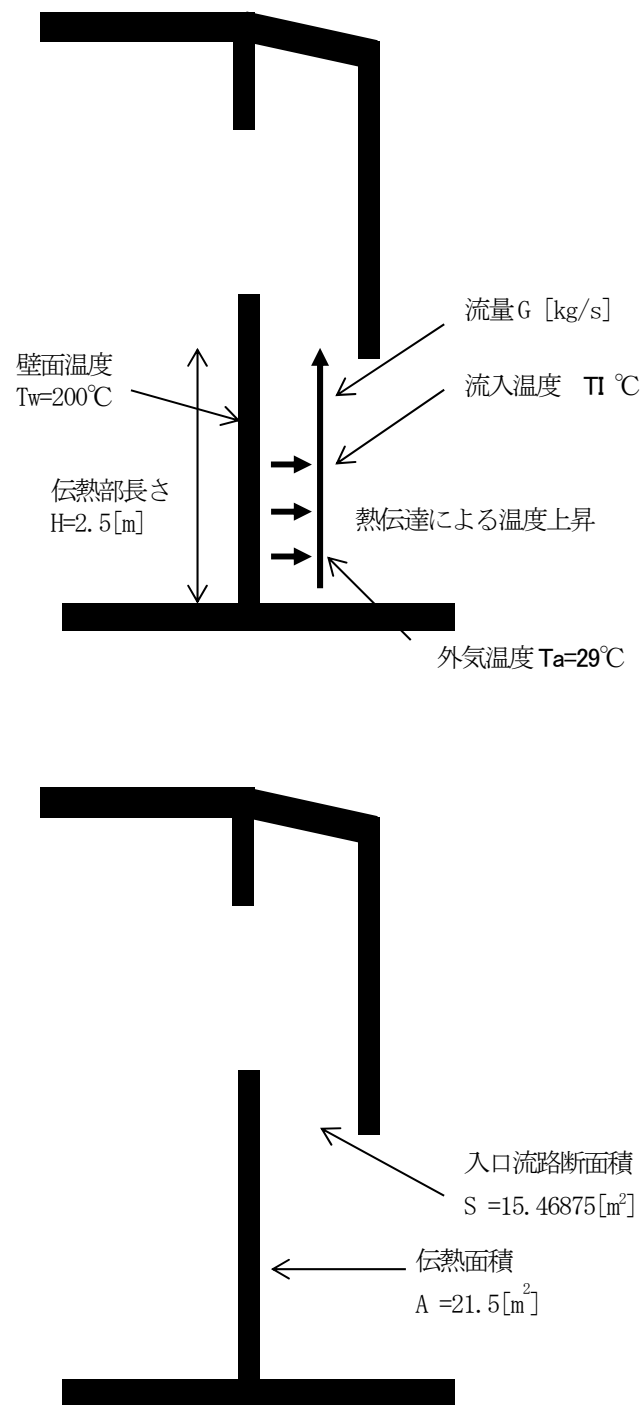 流量G [kg/s]
壁面温度
Tw=200℃
流入温度 TI ℃
伝熱部長さ
H=2.5[m]
熱伝達による温度上昇
外気温度 Ta=29℃
入口流路断面積
S =15.46875[m²]
伝熱面積
A =21.5[m²]